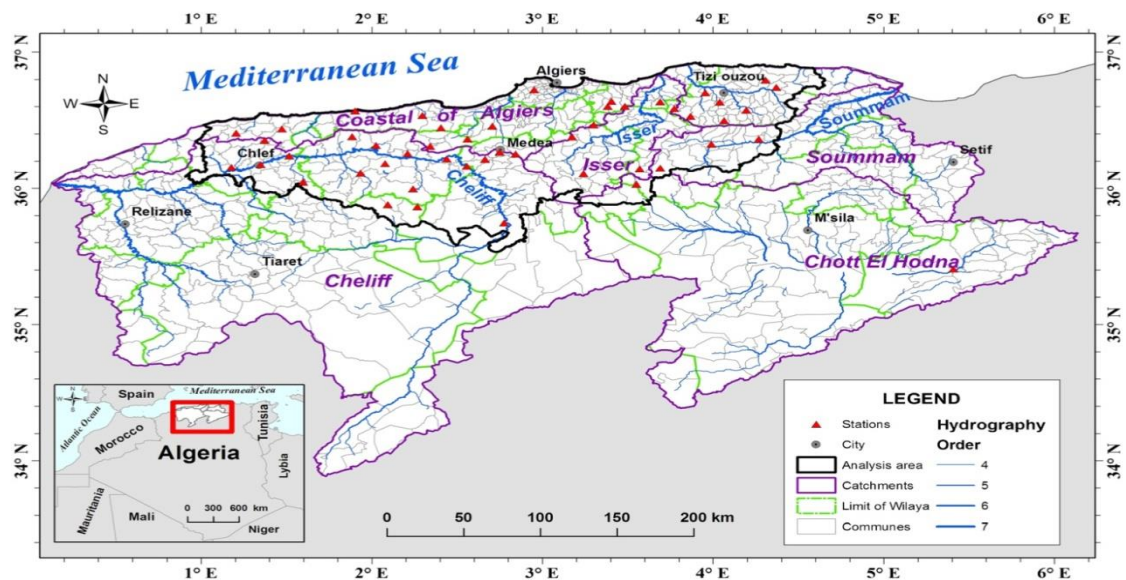 1° E 2° E 3° E 4° E 5° E 6° E
37° N
36° N
35° N
34° N
37° N
36° N
35° N
34° N
N
W E
S
Mediterranean Sea
Algiers
Tizi ouzou
Coastal of Algiers
Soummam
Isser
Chlef
Medea
Isser
Soummam
Setif
Cheliff
Relizane
M'sila
Tiaret
Cheliff
Chott El Hodna
Spain
Mediterranean Sea
Atlantic Ocean
Morocco
Tunisia
Algeria
Lybia
Mauritania
0 300 600 km
Mali
Niger
0 50 100 150 200 km
LEGEND
Stations
City
Analysis area
Catchments
Limit of Wilaya
Communes
Hydrography
Order
4
5
6
7
1° E 2° E 3° E 4° E 5° E 6° E